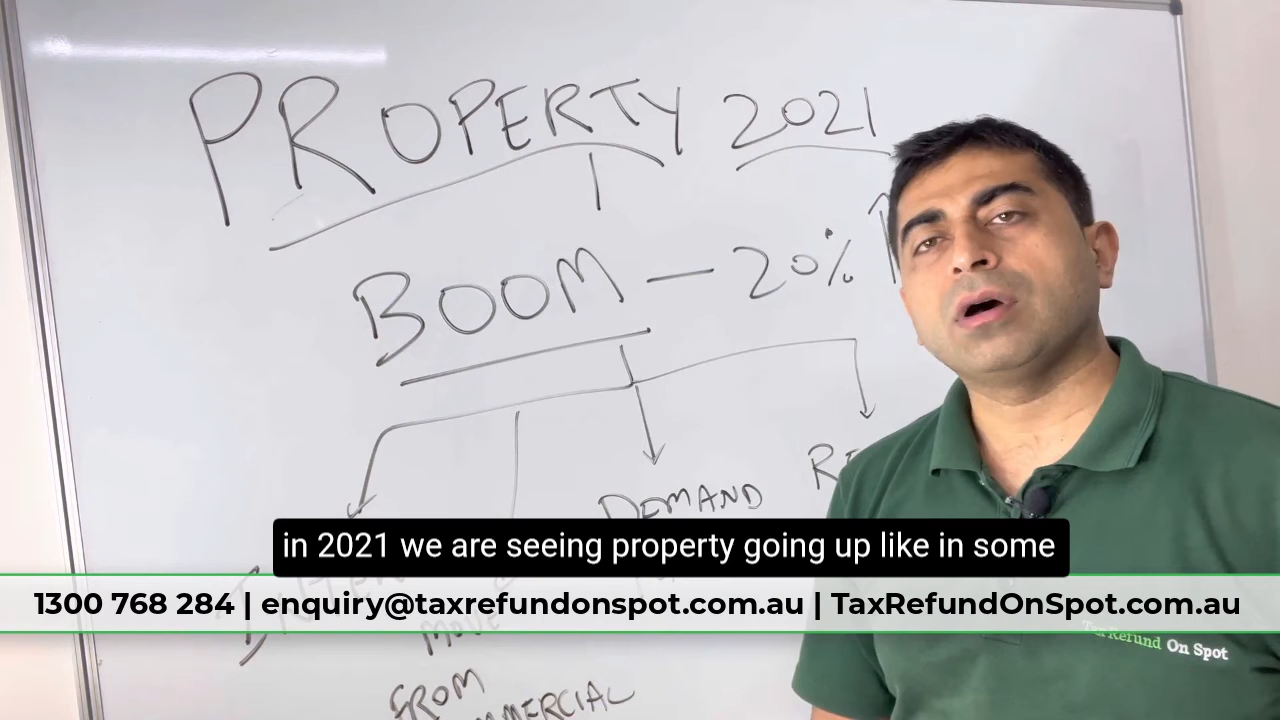 PROPERTY 2021
BOOM — 20%
DEMAND
MOVE
FROM
in 2021 we are seeing property going up like in some
1300 768 284 | enquiry@taxrefundonspot.com.au | TaxRefundOnSpot.com.au
Tax Refund On Spot